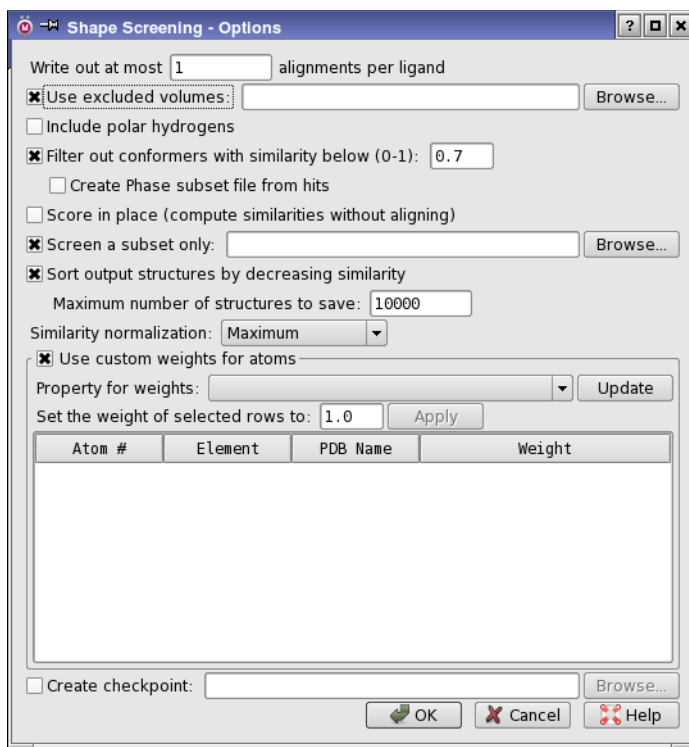 Shape Screening - Options
Write out at most 1 alignments per ligand
Use excluded volumes: Browse...
Include polar hydrogens
Filter out conformers with similarity below (0-1): 0.7
Create Phase subset file from hits
Score in place (compute similarities without aligning)
Screen a subset only: Browse...
Sort output structures by decreasing similarity
Maximum number of structures to save: 10000
Similarity normalization: Maximum
Use custom weights for atoms
Property for weights: Update
Set the weight of selected rows to: 1.0 Apply
Atom # Element PDB Name Weight
Create checkpoint: Browse...
OK Cancel Help